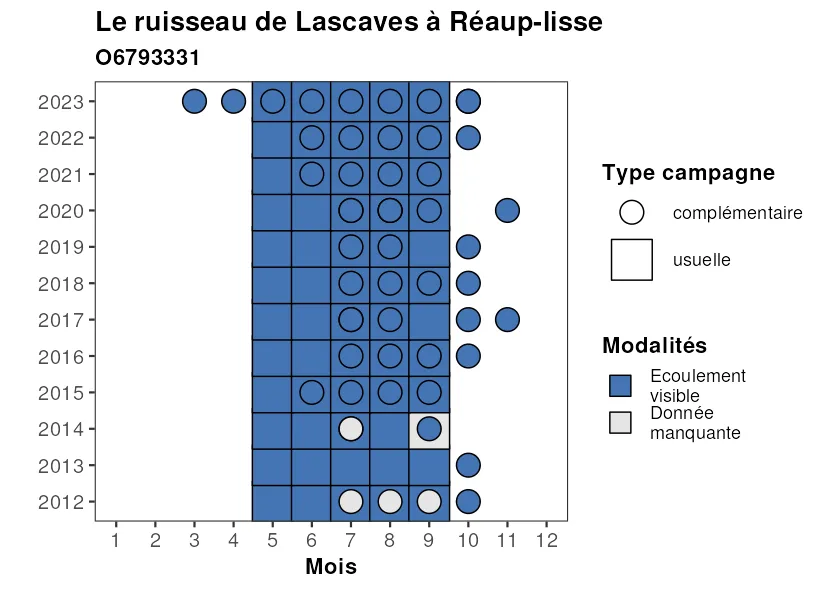 Le ruisseau de Lascaves à Réaup-lisse
O6793331
2023
2022
2021
2020
2019
2018
2017
2016
2015
2014
2013
2012
1 2 3 4 5 6 7 8 9 10 11 12
Mois
Type campagne
complémentaire
usuelle
Modalités
Ecoulement
visible
Donnée
manquante